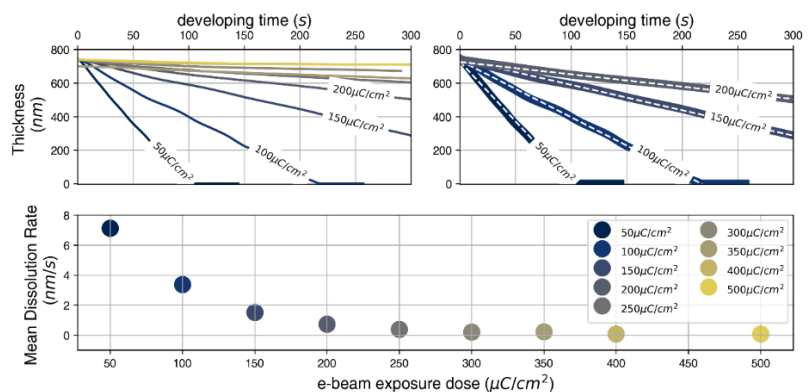 developing time (s)
0 50 100 150 200 250 300
800
600
400
200
0
Thickness
(nm)
200μC/cm²
150μC/cm²
100μC/cm²
50μC/cm²
developing time (s)
0 50 100 150 200 250 300
800
600
400
200
0
Thickness
(nm)
200μC/cm²
150μC/cm²
100μC/cm²
50μC/cm²
Mean Dissolution Rate
(nm/s)
8
6
4
2
0
50μC/cm²
100μC/cm²
150μC/cm²
200μC/cm²
250μC/cm²
300μC/cm²
350μC/cm²
400μC/cm²
500μC/cm²
50 100 150 200 250 300 350 400 450 500
e-beam exposure dose (μC/cm²)